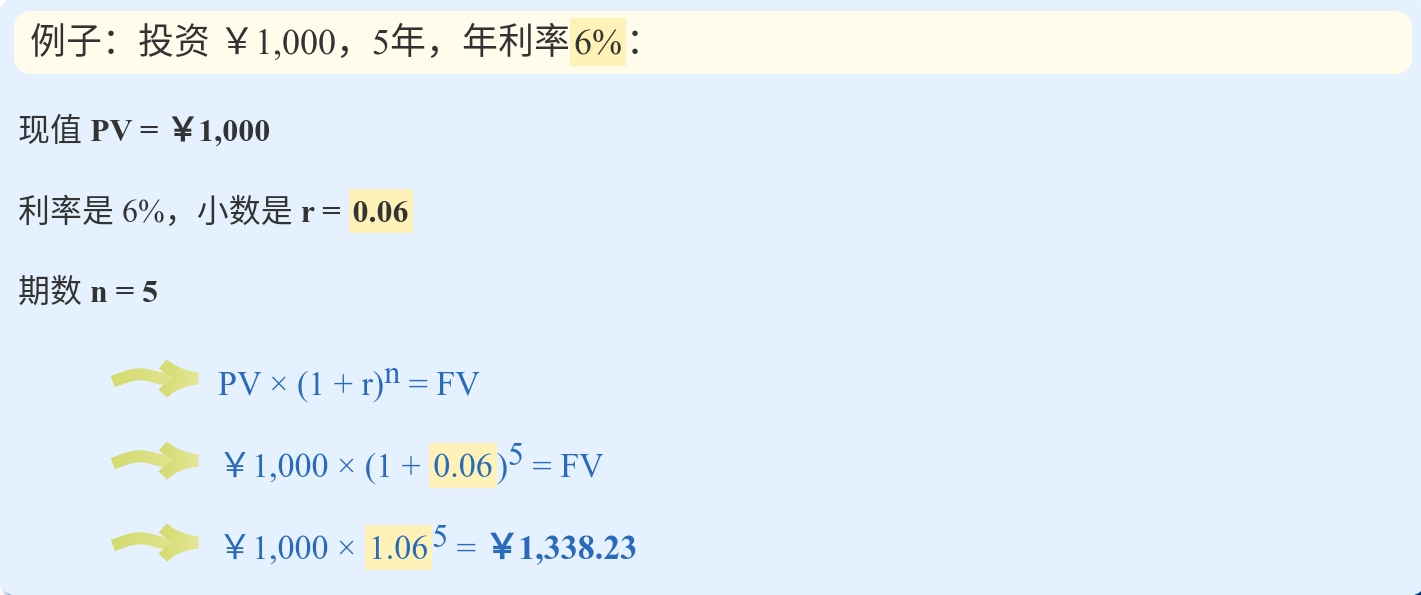 例子：投资 ￥1,000，5年，年利率6%：
现值 PV = ￥1,000
利率是 6%，小数是 r = 0.06
期数 n = 5
PV × (1 + r)ⁿ = FV
￥1,000 × (1 + 0.06)⁵ = FV
￥1,000 × 1.06⁵ = ￥1,338.23